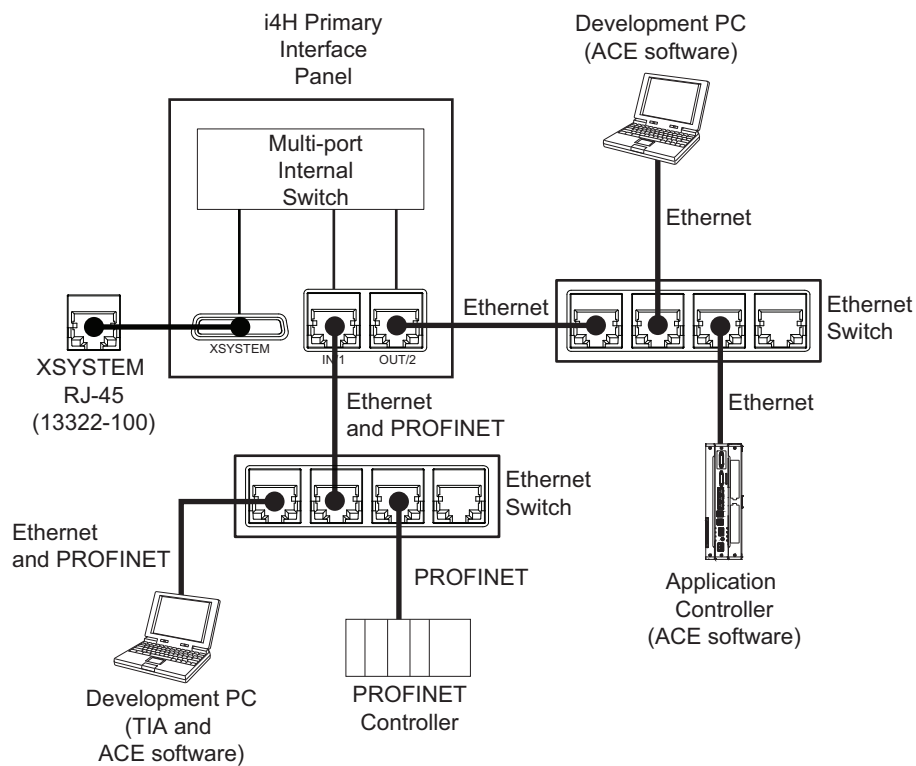 i4H Primary
Interface
Panel
Development PC
(ACE software)
Multi-port
Internal
Switch
Ethernet
Ethernet
Ethernet
Switch
XSYSTEM
IN/1
OUT/2
XSYSTEM
RJ-45
(13322-100)
Ethernet
and PROFINET
Ethernet
Ethernet
Switch
Ethernet
and PROFINET
PROFINET
Application
Controller
(ACE software)
Development PC
(TIA and
ACE software)
PROFINET
Controller